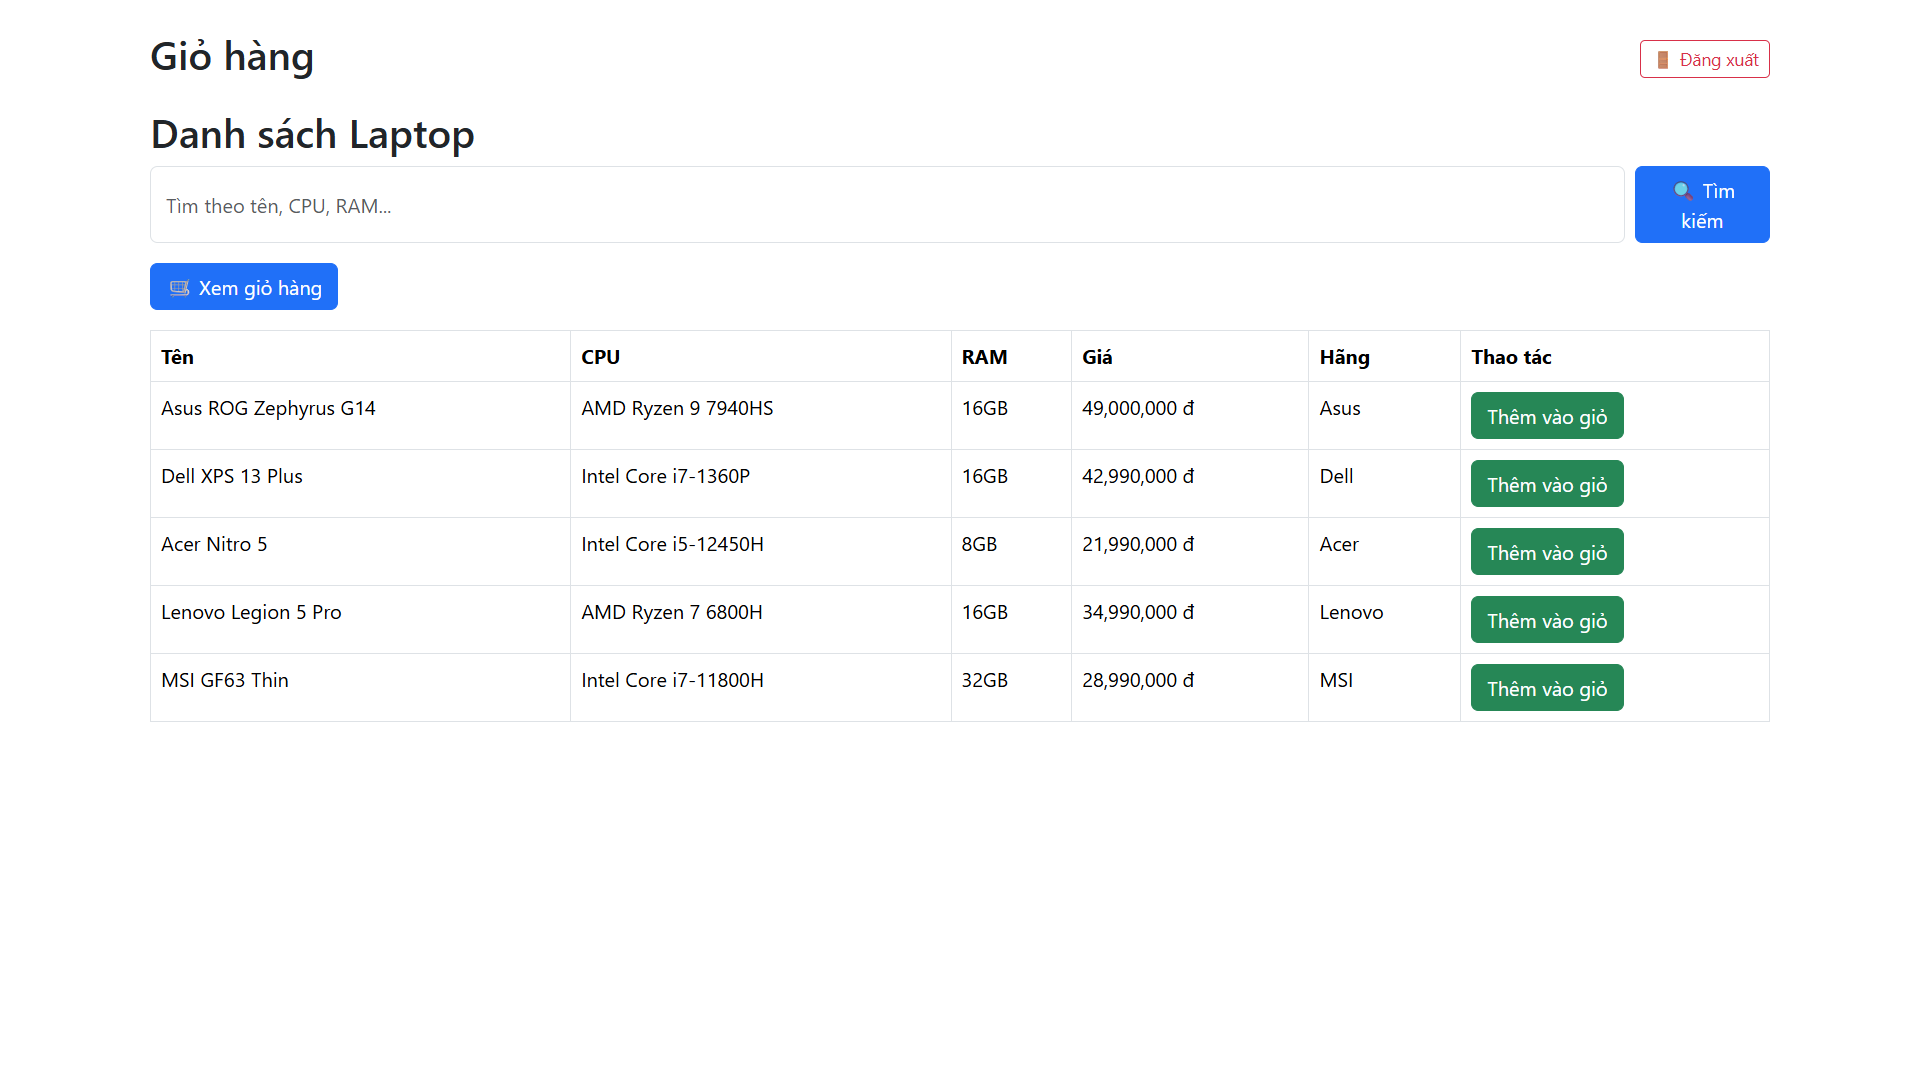 Giỏ hàng
Đăng xuất
Danh sách Laptop
Tìm theo tên, CPU, RAM...
Tìm
kiếm
Xem giỏ hàng
Tên CPU RAM Giá Hãng Thao tác
Asus ROG Zephyrus G14 AMD Ryzen 9 7940HS 16GB 49,000,000 đ Asus Thêm vào giỏ
Dell XPS 13 Plus Intel Core i7-1360P 16GB 42,990,000 đ Dell Thêm vào giỏ
Acer Nitro 5 Intel Core i5-12450H 8GB 21,990,000 đ Acer Thêm vào giỏ
Lenovo Legion 5 Pro AMD Ryzen 7 6800H 16GB 34,990,000 đ Lenovo Thêm vào giỏ
MSI GF63 Thin Intel Core i7-11800H 32GB 28,990,000 đ MSI Thêm vào giỏ